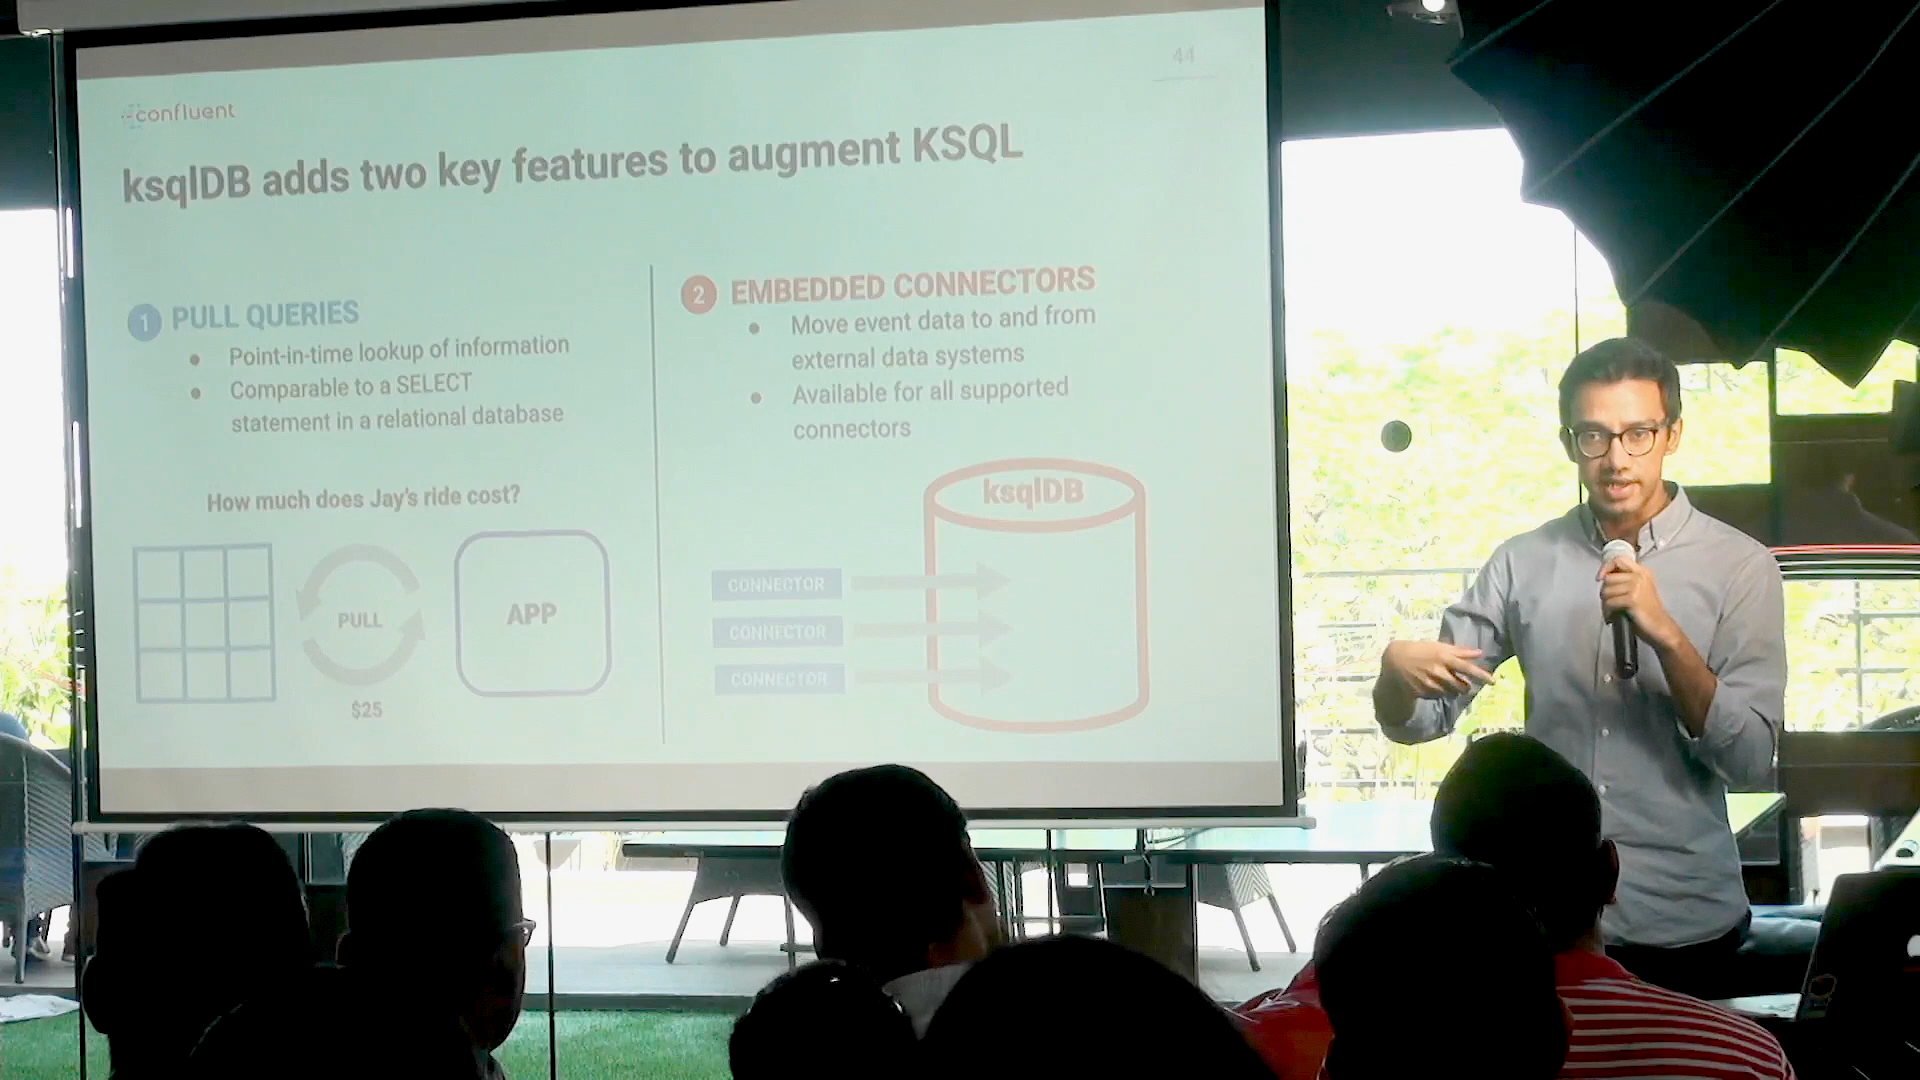 44
confluent
ksqlDB adds two key features to augment KSQL
1 PULL QUERIES
• Point-in-time lookup of information
• Comparable to a SELECT
statement in a relational database
How much does Jay's ride cost?
PULL
APP
$25
2 EMBEDDED CONNECTORS
• Move event data to and from
external data systems
• Available for all supported
connectors
ksqlDB
CONNECTOR
CONNECTOR
CONNECTOR